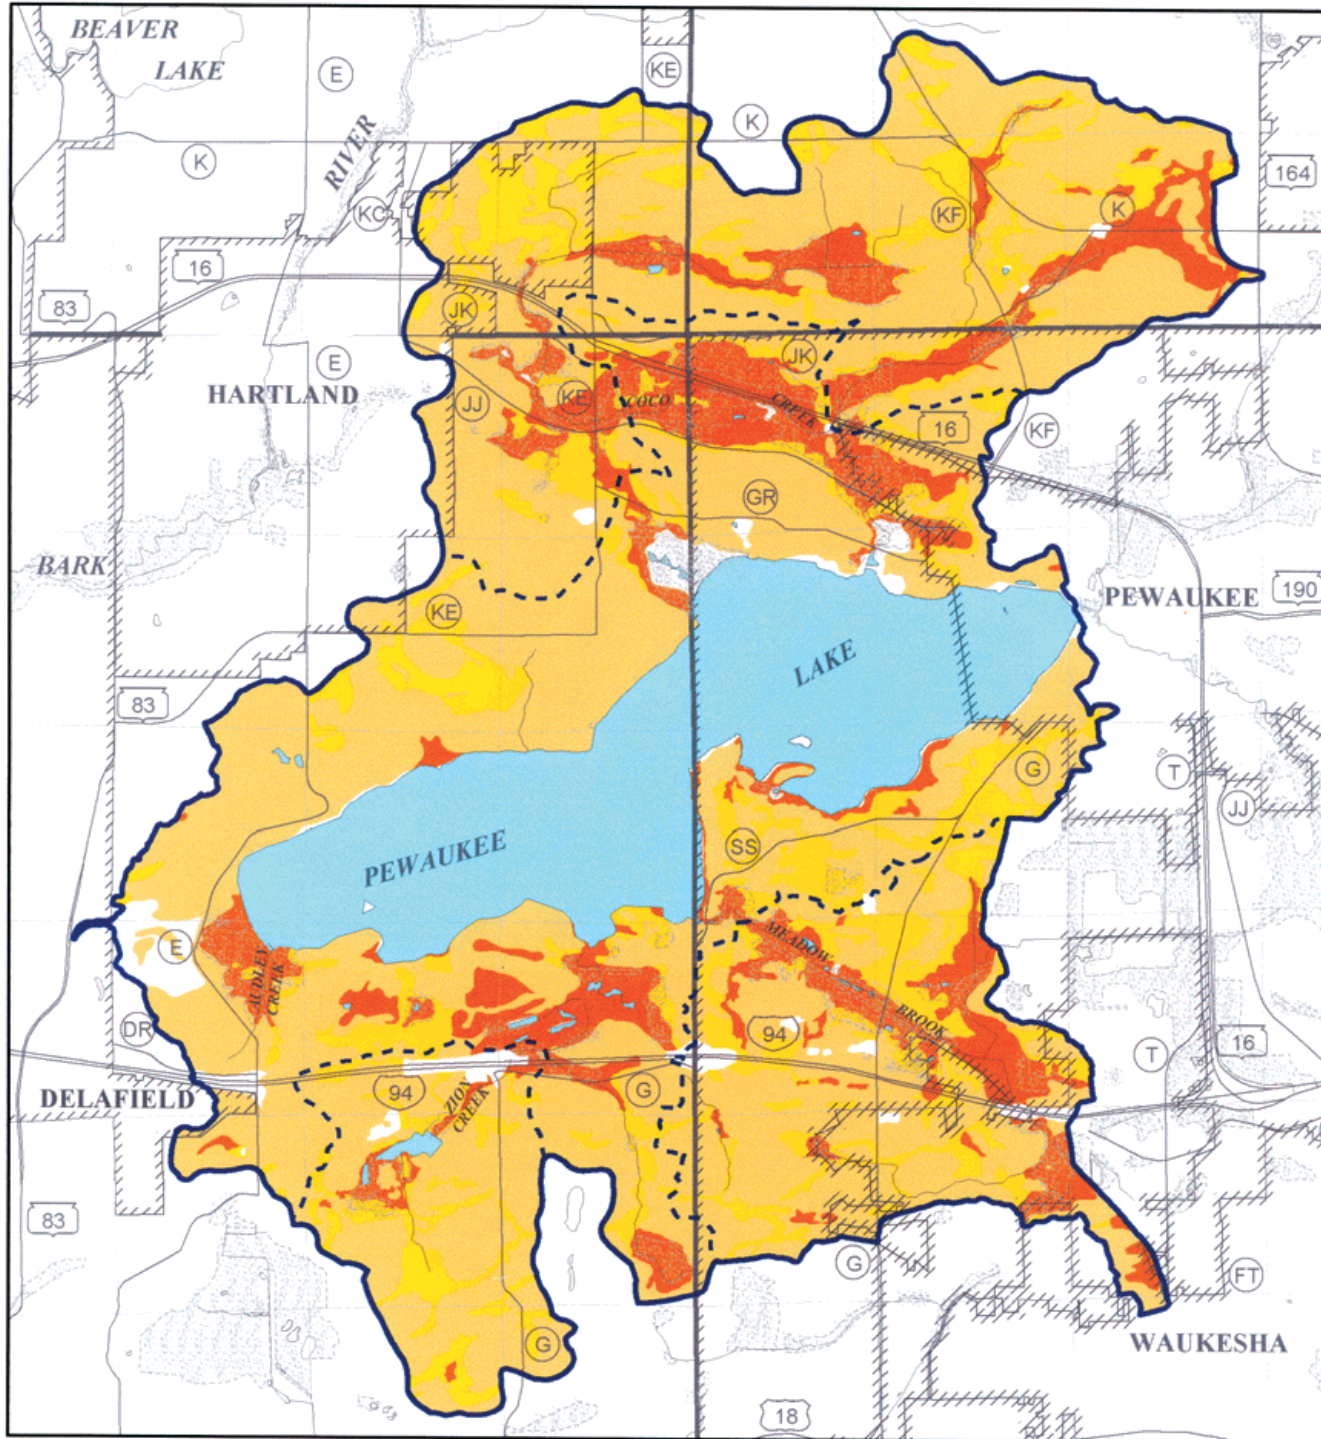 BEAVER
LAKE
E
KE
K
K
RIVER
164
KC
KF
K
16
83
JK
JK
E
HARTLAND
JJ
KE
COCO
CREEK
16
KF
GR
BARK
KE
PEWAUKEE
190
LAKE
83
G
T
JJ
SS
PEWAUKEE
E
AUDLEY
CREEK
MEADOW
BROOK
DR
94
T
16
DELAFIELD
94
ZION
CREEK
G
83
G
FT
G
WAUKESHA
18